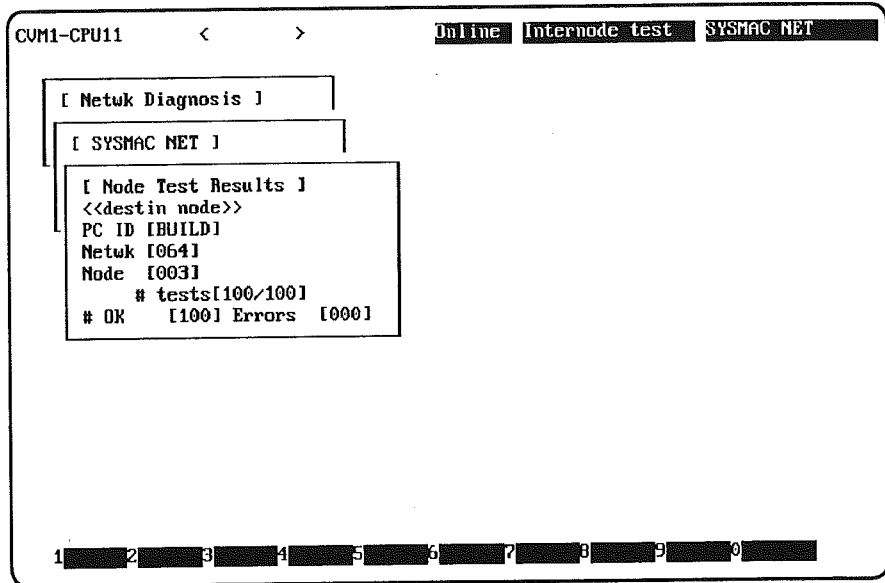 CVM1-CPU11 < > Online Internode test SYSMAC NET
[ Netwk Diagnosis ]
[ SYSMAC NET ]
[ Node Test Results ]
<<destin node>>
PC ID [BUILD]
Netwk [064]
Node [003]
# tests[100/100]
# OK [100] Errors [000]
1 2 3 4 5 6 7 8 9 0